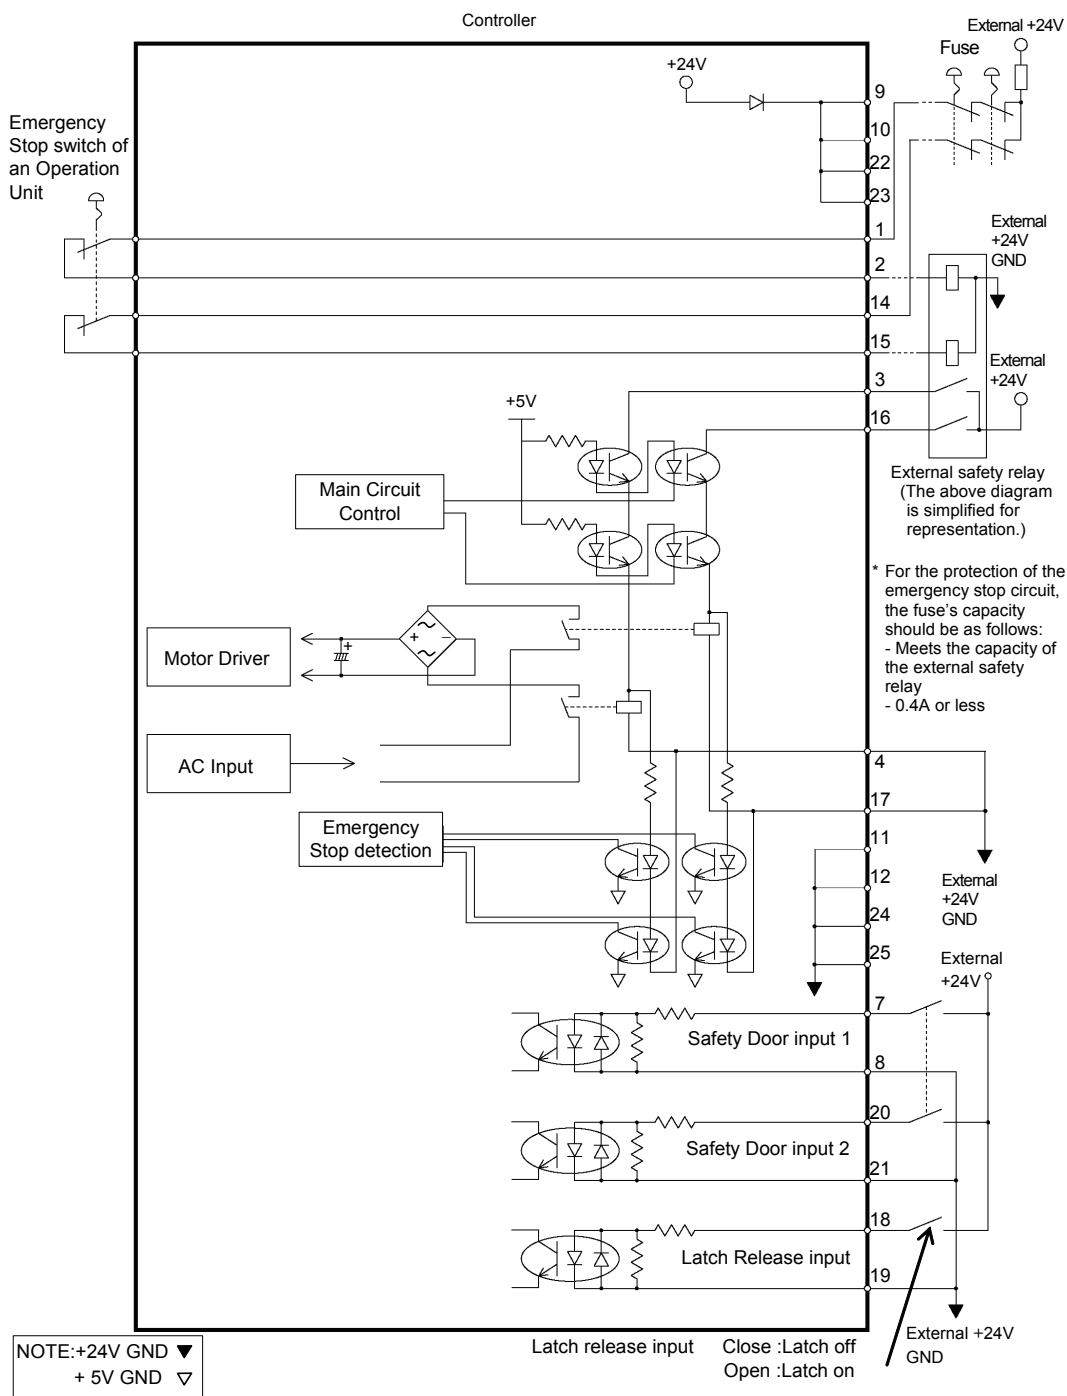 Controller
External +24V
Fuse
+24V
9
10
22
23
Emergency
Stop switch of
an Operation
Unit
1
2
14
15
3
16
External
+24V
GND
External
+24V
+5V
Main Circuit
Control
External safety relay
(The above diagram
is simplified for
representation.)
* For the protection of the
emergency stop circuit,
the fuse's capacity
should be as follows:
- Meets the capacity of
the external safety
relay
- 0.4A or less
Motor Driver
+
~
~
+ −
AC Input
4
17
11
12
24
25
Emergency
Stop detection
External
+24V
GND
External
+24V
7
Safety Door input 1
8
20
Safety Door input 2
21
18
Latch Release input
19
External +24V
GND
Latch release input Close :Latch off
Open :Latch on
NOTE:+24V GND ▼
+ 5V GND ▽